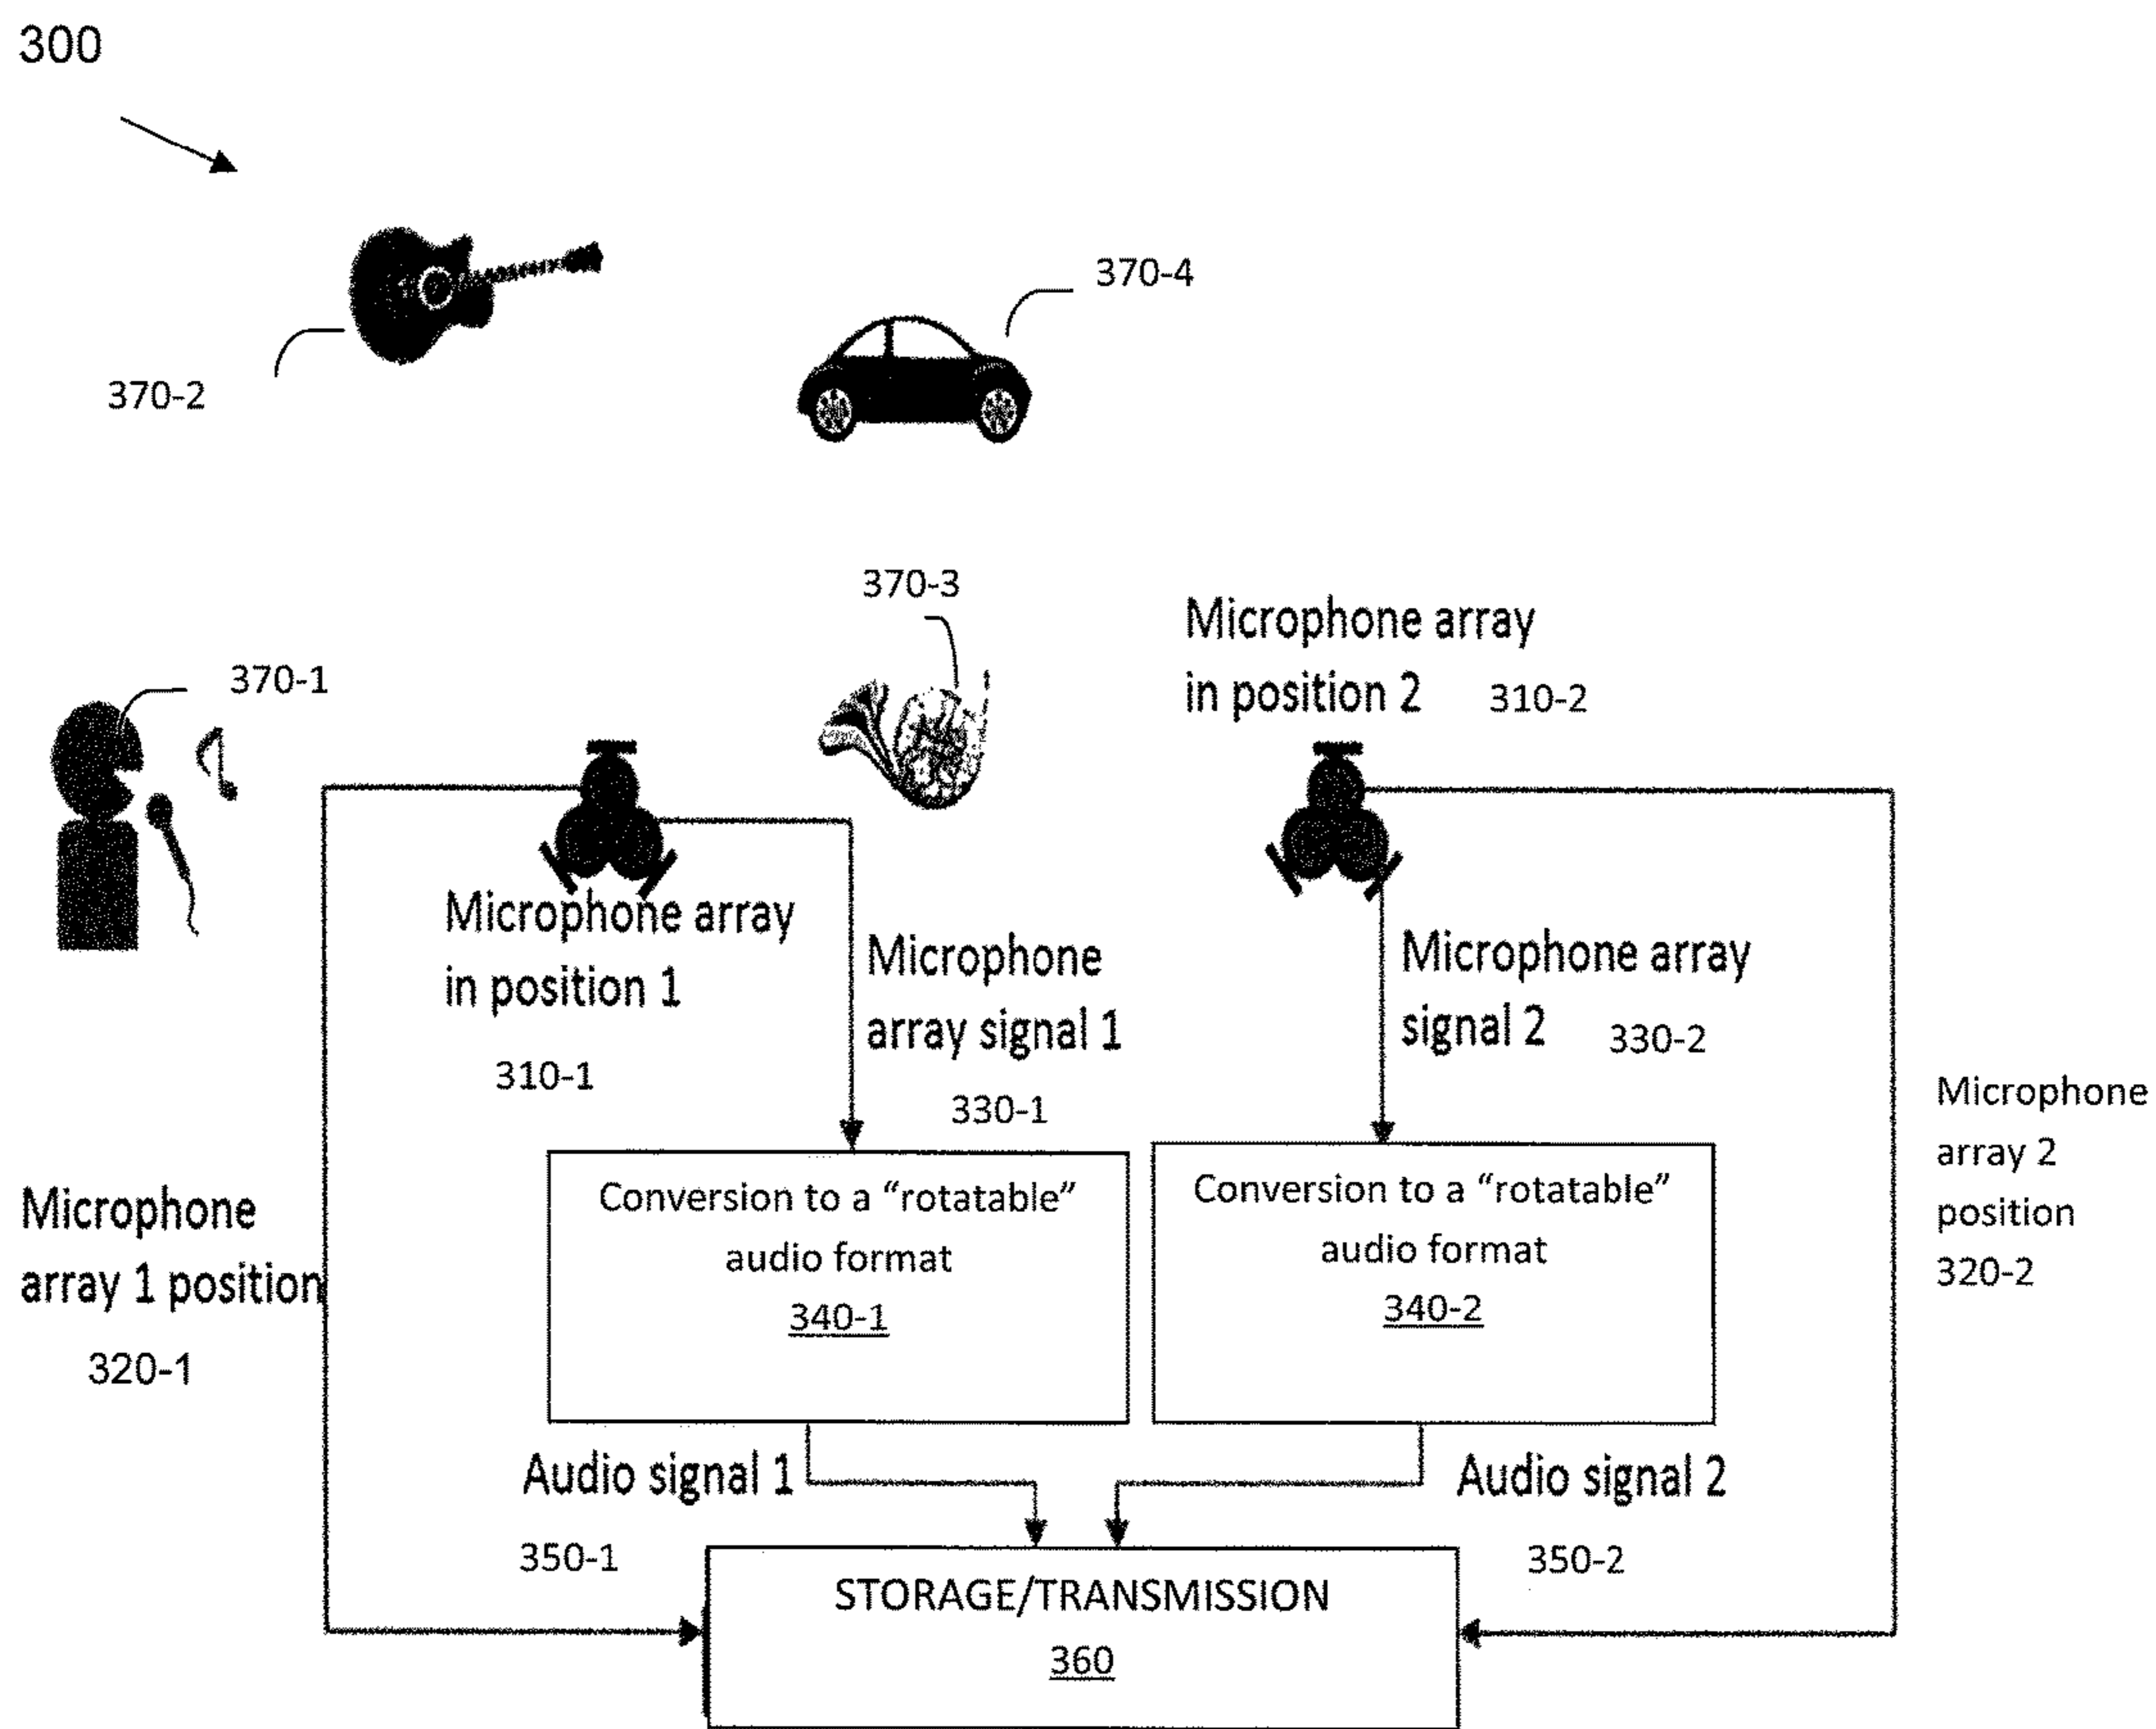 300
370-4
370-2
370-3
Microphone array
in position 2 310-2
370-1
Microphone array
in position 1
310-1
Microphone
array signal 1
330-1
Microphone array
signal 2 330-2
Microphone
array 2
position
320-2
Microphone
array 1 position
320-1
Conversion to a “rotatable”
audio format
340-1
Conversion to a “rotatable”
audio format
340-2
Audio signal 1
350-1
Audio signal 2
350-2
STORAGE/TRANSMISSION
360